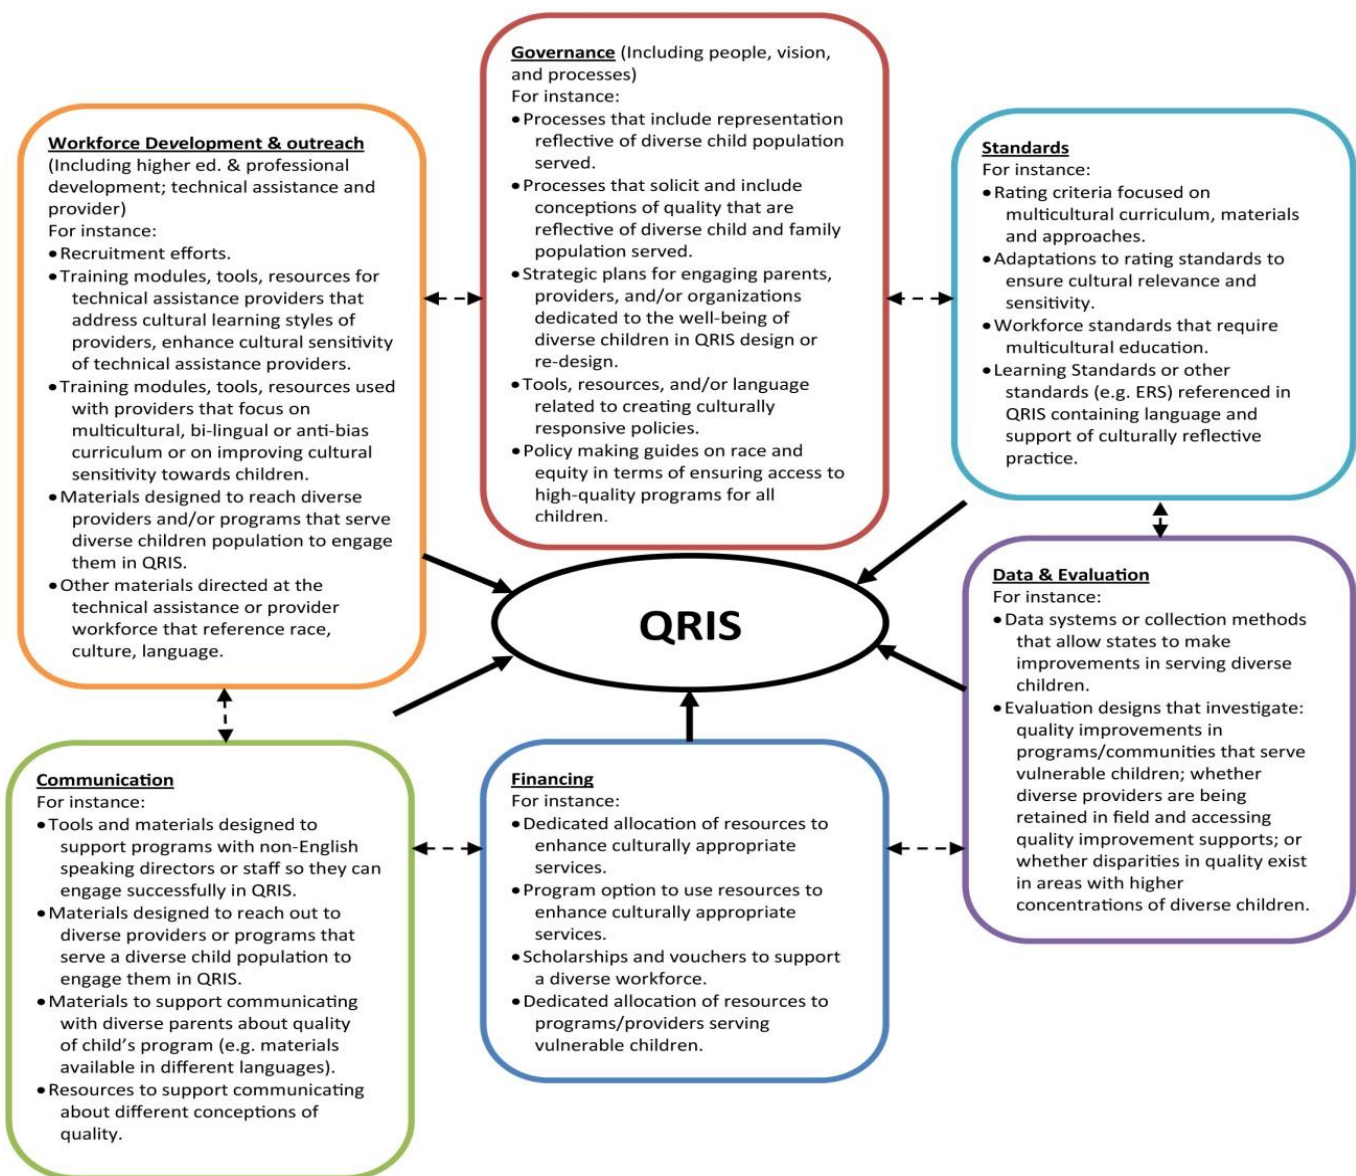 Governance (Including people, vision,
and processes)
For instance:
•Processes that include representation
reflective of diverse child population
served.
•Processes that solicit and include
conceptions of quality that are
reflective of diverse child and family
population served.
•Strategic plans for engaging parents,
providers, and/or organizations
dedicated to the well-being of
diverse children in QRIS design or
re-design.
•Tools, resources, and/or language
related to creating culturally
responsive policies.
•Policy making guides on race and
equity in terms of ensuring access to
high-quality programs for all
children.
Workforce Development & outreach
(Including higher ed. & professional
development; technical assistance and
provider)
For instance:
•Recruitment efforts.
•Training modules, tools, resources for
technical assistance providers that
address cultural learning styles of
providers, enhance cultural sensitivity
of technical assistance providers.
•Training modules, tools, resources used
with providers that focus on
multicultural, bi-lingual or anti-bias
curriculum or on improving cultural
sensitivity towards children.
•Materials designed to reach diverse
providers and/or programs that serve
diverse children population to engage
them in QRIS.
•Other materials directed at the
technical assistance or provider
workforce that reference race,
culture, language.
Standards
For instance:
•Rating criteria focused on
multicultural curriculum, materials
and approaches.
•Adaptations to rating standards to
ensure cultural relevance and
sensitivity.
•Workforce standards that require
multicultural education.
•Learning Standards or other
standards (e.g. ERS) referenced in
QRIS containing language and
support of culturally reflective
practice.
QRIS
Data & Evaluation
For instance:
•Data systems or collection methods
that allow states to make
improvements in serving diverse
children.
•Evaluation designs that investigate:
quality improvements in
programs/communities that serve
vulnerable children; whether
diverse providers are being
retained in field and accessing
quality improvement supports; or
whether disparities in quality exist
in areas with higher
concentrations of diverse children.
Communication
For instance:
•Tools and materials designed to
support programs with non-English
speaking directors or staff so they can
engage successfully in QRIS.
•Materials designed to reach out to
diverse providers or programs that
serve a diverse child population to
engage them in QRIS.
•Materials to support communicating
with diverse parents about quality
of child's program (e.g. materials
available in different languages).
•Resources to support communicating
about different conceptions of
quality.
Financing
For instance:
•Dedicated allocation of resources to
enhance culturally appropriate
services.
•Program option to use resources to
enhance culturally appropriate
services.
•Scholarships and vouchers to support
a diverse workforce.
•Dedicated allocation of resources to
programs/providers serving
vulnerable children.